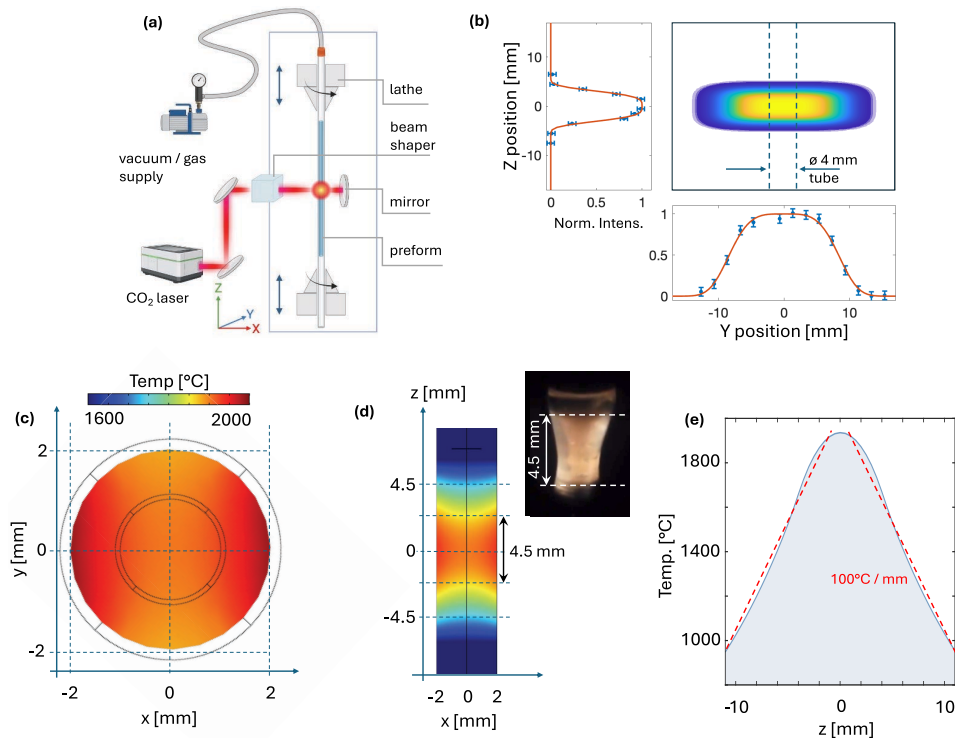 (a)
lathe
beam
shaper
vacuum / gas
supply
mirror
preform
CO₂ laser
Z
Y
X
(b)
Z position [mm]
10
0
-10
0
0.5
1
Norm. Intens.
ø 4 mm
tube
1
0.5
0
-10
0
10
Y position [mm]
(c)
Temp [°C]
1600
2000
y [mm]
2
0
-2
-2
0
2
x [mm]
(d)
z [mm]
4.5
0
-4.5
4.5 mm
-2
0
2
x [mm]
4.5 mm
(e)
Temp. [°C]
1800
1400
1000
100°C / mm
-10
0
10
z [mm]